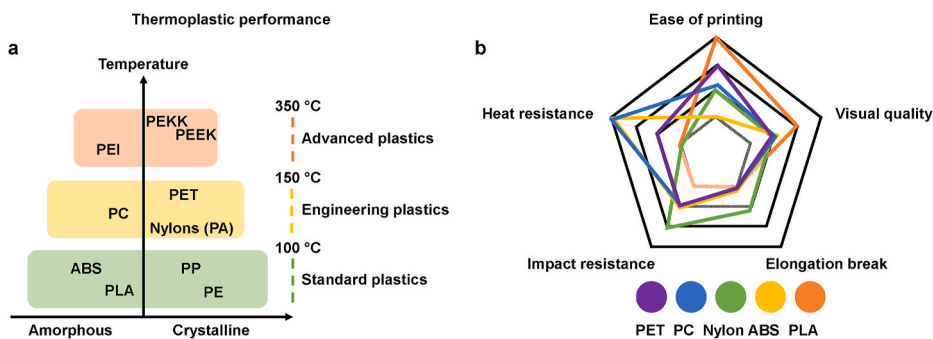 Thermoplastic performance
a
Temperature
350 °C
PEKK
PEEK
PEI
Advanced plastics
150 °C
PET
PC
Nylons (PA)
Engineering plastics
100 °C
ABS
PP
PLA
PE
Standard plastics
Amorphous
Crystalline
b
Ease of printing
Heat resistance
Visual quality
Impact resistance
Elongation break
PET PC Nylon ABS PLA